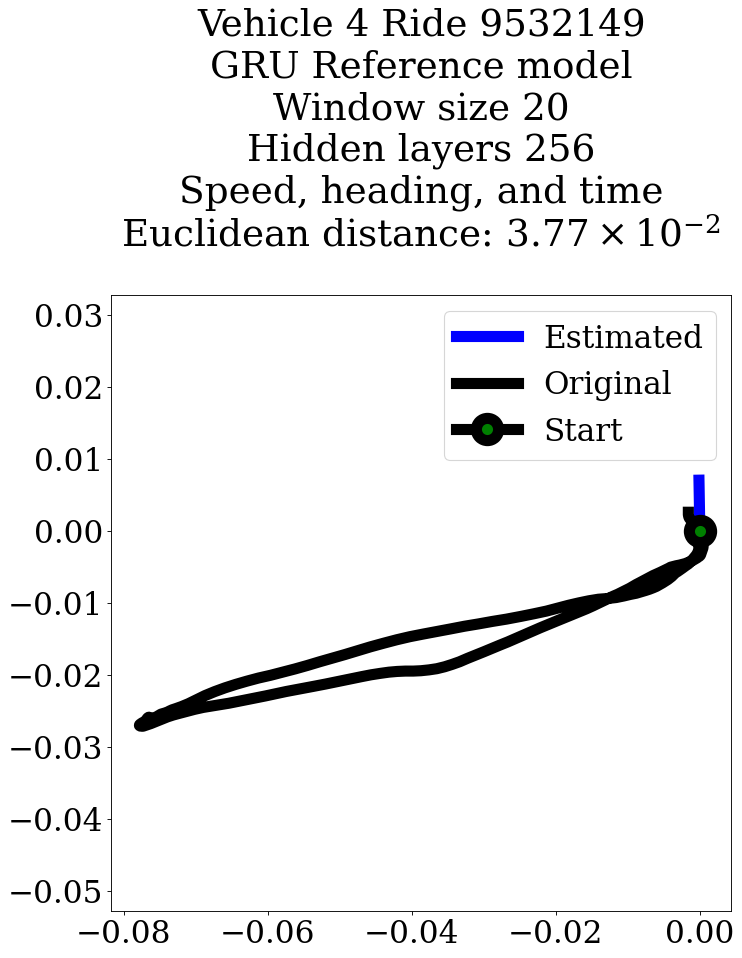 Vehicle 4 Ride 9532149
GRU Reference model
Window size 20
Hidden layers 256
Speed, heading, and time
Euclidean distance: 3.77 × 10⁻²
Estimated
Original
Start
0.03
0.02
0.01
0.00
−0.01
−0.02
−0.03
−0.04
−0.05
−0.08 −0.06 −0.04 −0.02 0.00